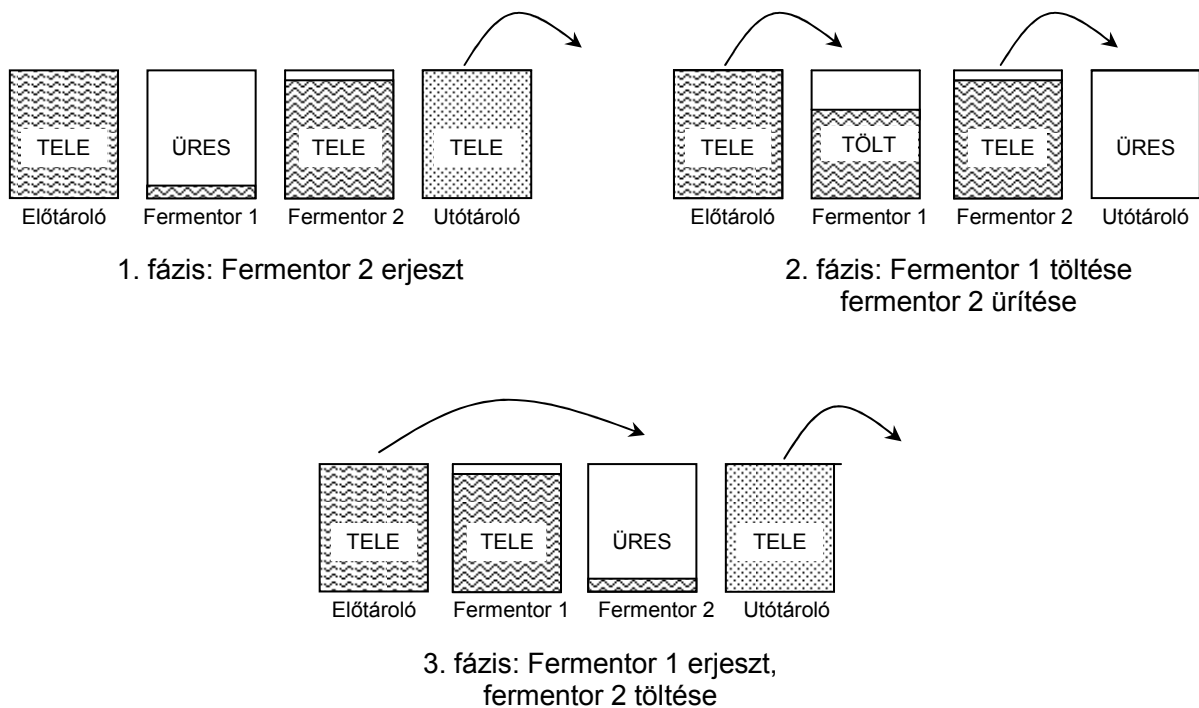 TELE
ÜRES
TELE
TELE
Előtároló
Fermentor 1
Fermentor 2
Utótároló
1. fázis: Fermentor 2 erjeszt
TELE
TÖLT
TELE
ÜRES
Előtároló
Fermentor 1
Fermentor 2
Utótároló
2. fázis: Fermentor 1 töltése
fermentor 2 ürítése
TELE
TELE
ÜRES
TELE
Előtároló
Fermentor 1
Fermentor 2
Utótároló
3. fázis: Fermentor 1 erjeszt,
fermentor 2 töltése